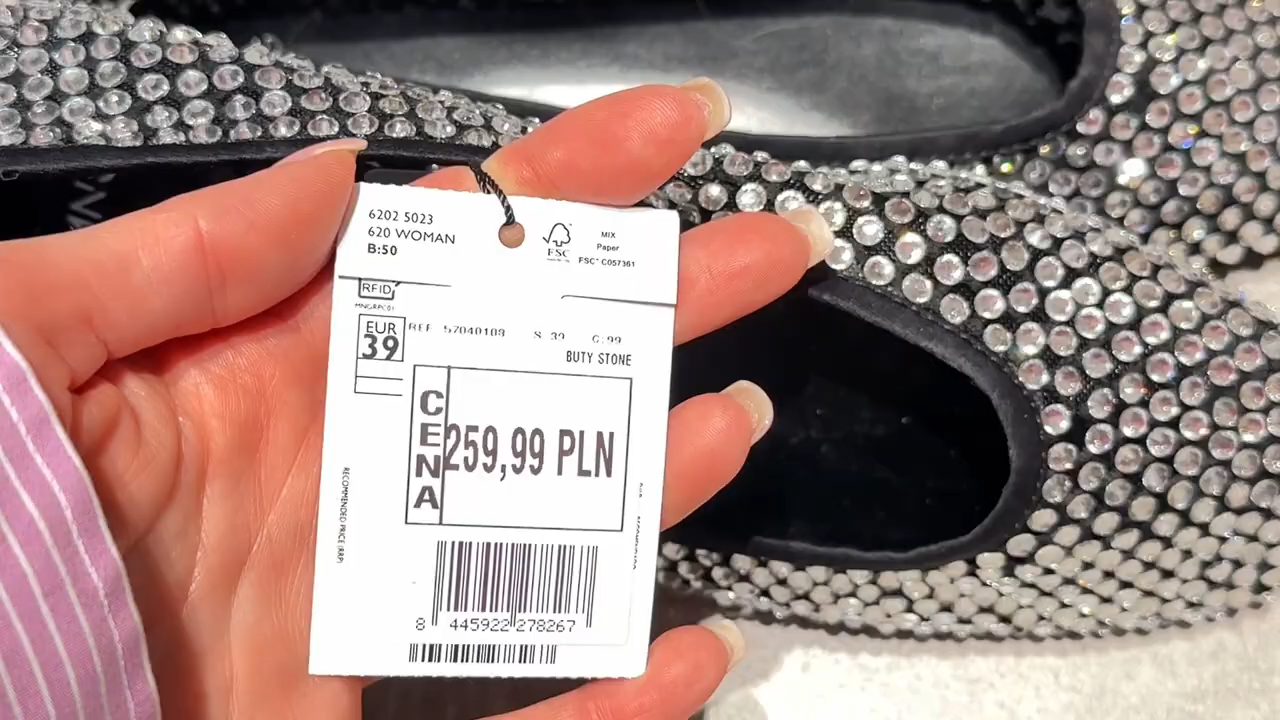 6202 5023
620 WOMAN
B:50
FSC
MIX
Paper
FSC® C057361
RFID
EUR
39
REF 57040108 S 39 C:99
BUTY STONE
CENA
259,99 PLN
RECOMMENDED PRICE (RRP)
8 445922 278267